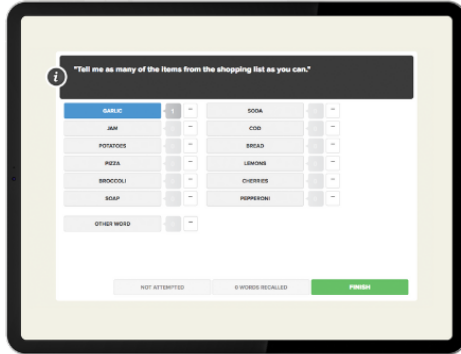 i "Tell me as many of the items from the shopping list as you can."
GARLIC 1 – SODA –
JAM – COD –
POTATOES – BREAD –
PIZZA – LEMONS –
BROCCOLI – CHERRIES –
SOAP – PEPPERONI –
OTHER WORD –
NOT ATTEMPTED 0 WORDS RECALLED FINISH